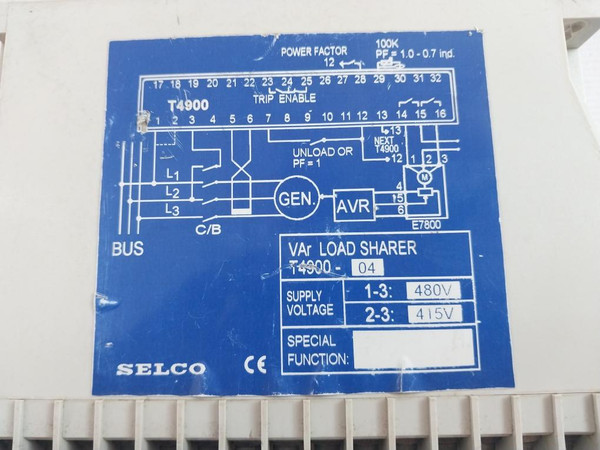 POWER FACTOR 100K
12 PF = 1.0 - 0.7 ind.
17 18 19 20 21 22 23 24 25 26 27 28 29 30 31 32
T4900 TRIP ENABLE
1 2 3 4 5 6 7 8 9 10 11 12 13 14 15 16
13
NEXT
T4900
UNLOAD OR
PF = 1
12
1 2 3
M
L1
L2
L3
GEN.
AVR
4
5
6
E7800
C/B
BUS
VAr LOAD SHARER
T4900 - 04
SUPPLY
VOLTAGE
1-3: 480V
2-3: 415V
SPECIAL
FUNCTION:
SELCO CE